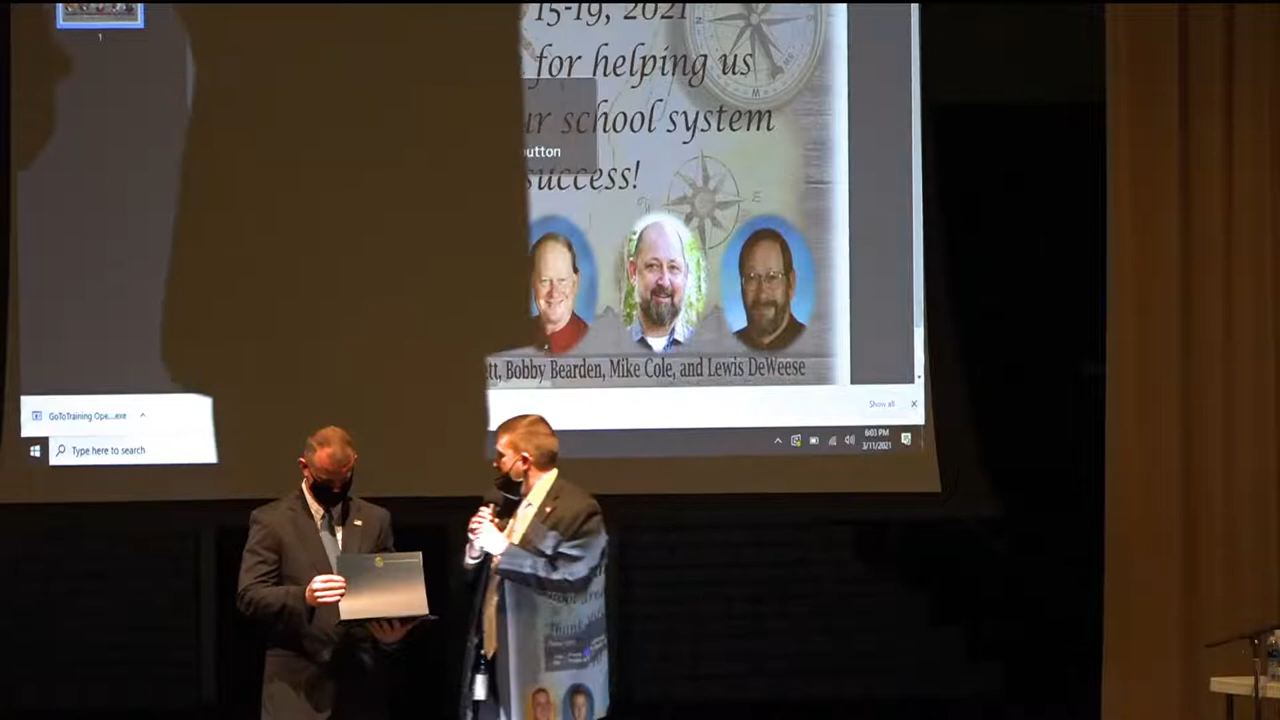 1
15-19, 2021
for helping us
ur school system
utton
success!
tt, Bobby Bearden, Mike Cole, and Lewis DeWeese
GoToTraining Ope....exe
Show all
Type here to search
6:03 PM
3/11/2021